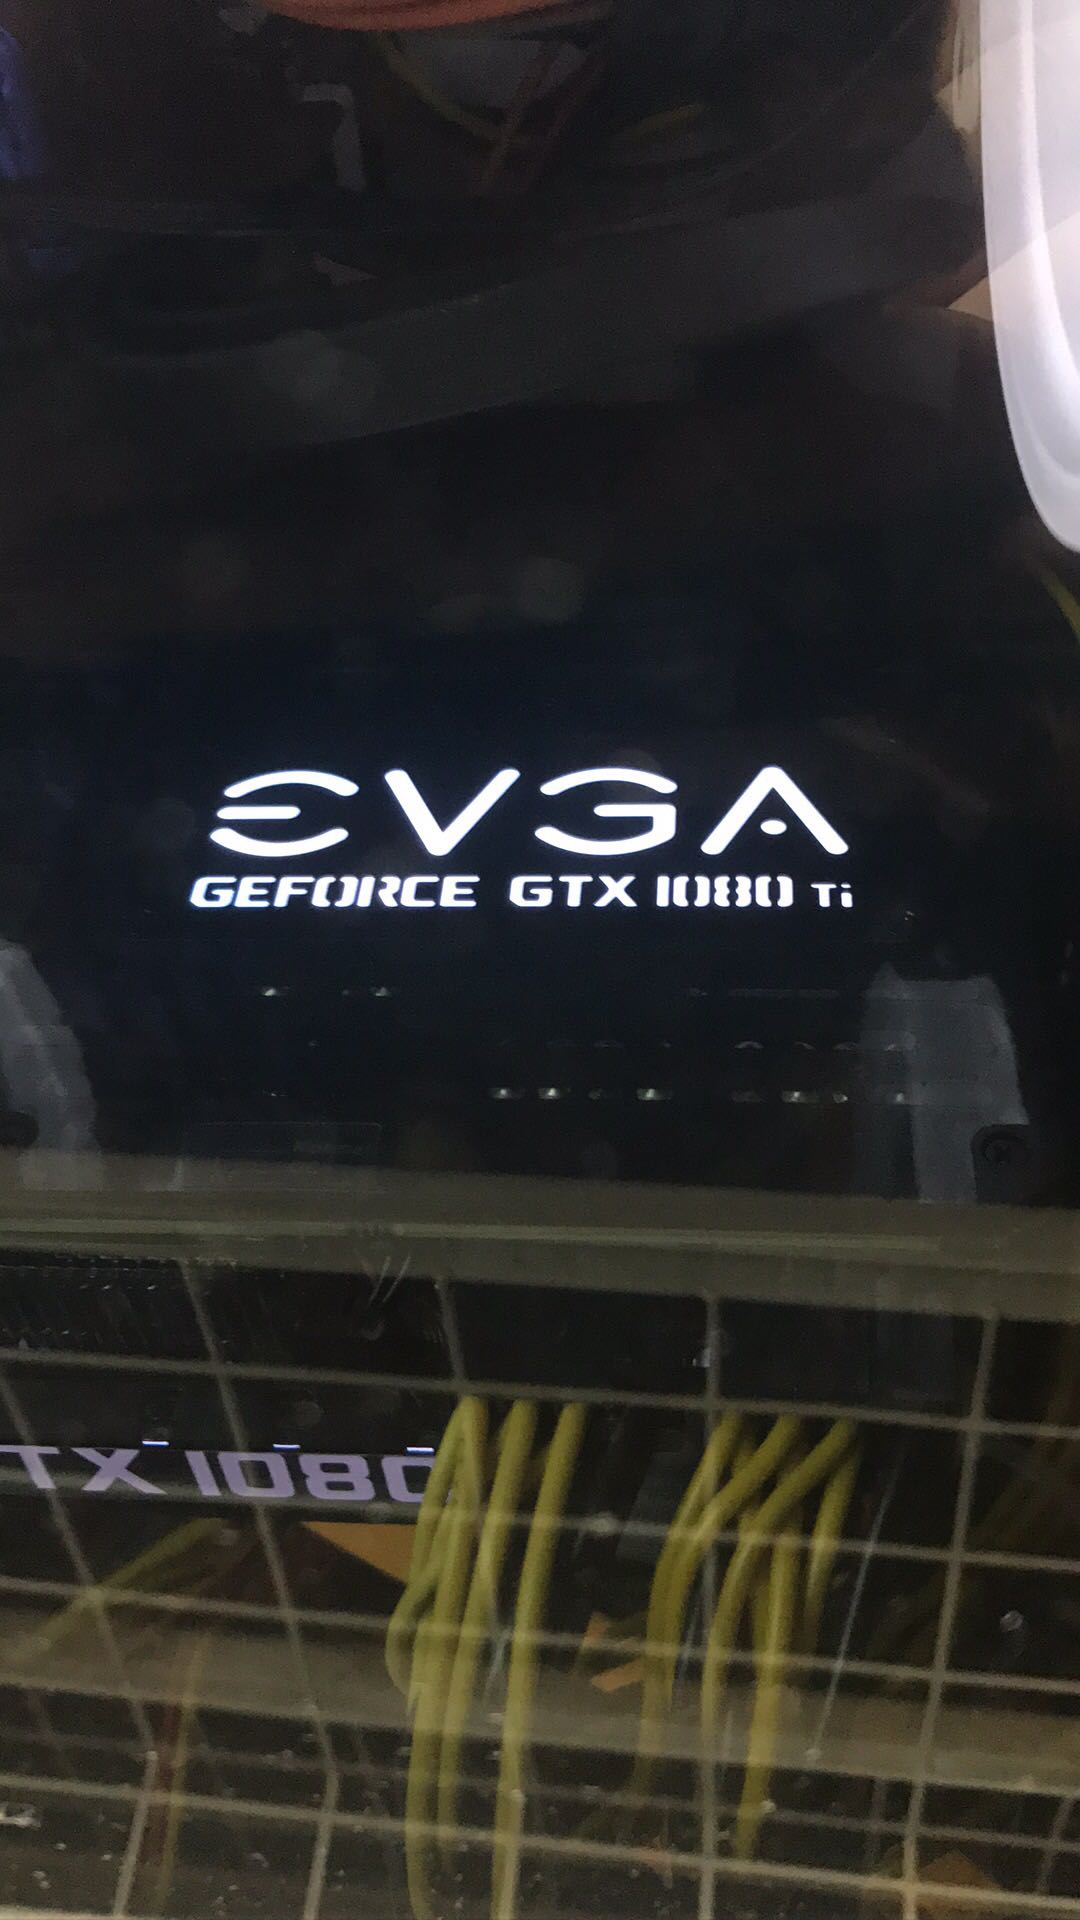 EVGA
GEFORCE GTX 1080 Ti
TX 1080